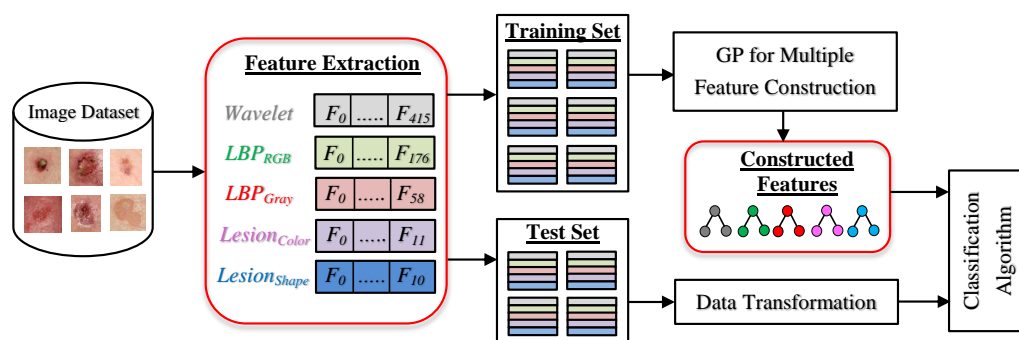 Image Dataset
Feature Extraction
Wavelet F0 ..... F415
LBPRGB F0 ..... F176
LBPGray F0 ..... F58
LesionColor F0 ..... F11
LesionShape F0 ..... F10
Training Set
Test Set
GP for Multiple
Feature Construction
Constructed
Features
Data Transformation
Classification
Algorithm